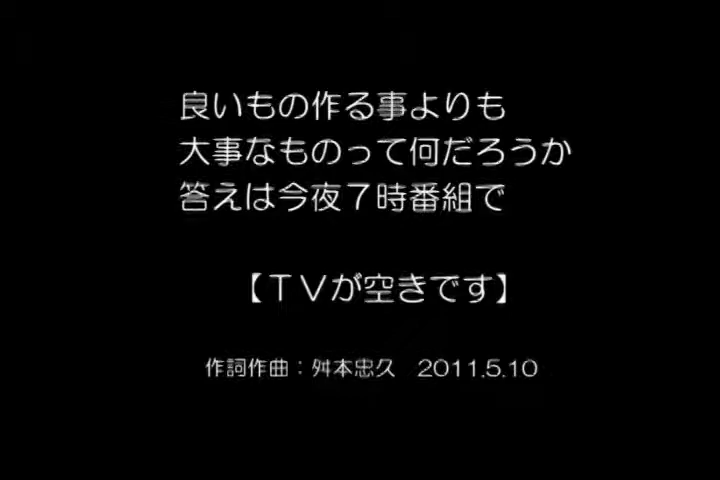 良いもの作る事よりも
大事なものって何だろうか
答えは今夜７時番組で
【ＴＶが空きです】
作詞作曲：舛本忠久　2011.5.10